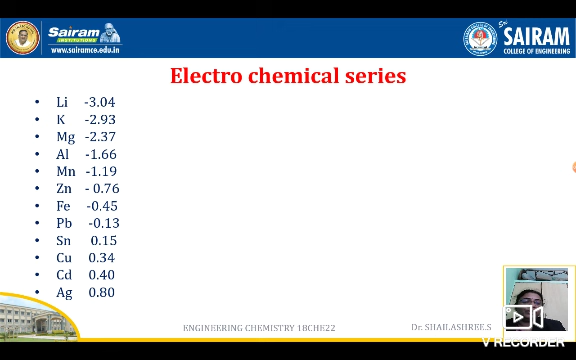 Sairam
INSTITUTIONS
www.sairamce.edu.in
Sri
SAIRAM
COLLEGE OF ENGINEERING
Electro chemical series
• Li -3.04
• K -2.93
• Mg -2.37
• Al -1.66
• Mn -1.19
• Zn - 0.76
• Fe -0.45
• Pb -0.13
• Sn 0.15
• Cu 0.34
• Cd 0.40
• Ag 0.80
ENGINEERING CHEMISTRY 18CHE22
Dr. SHAILASHREE.S
V RECORDER